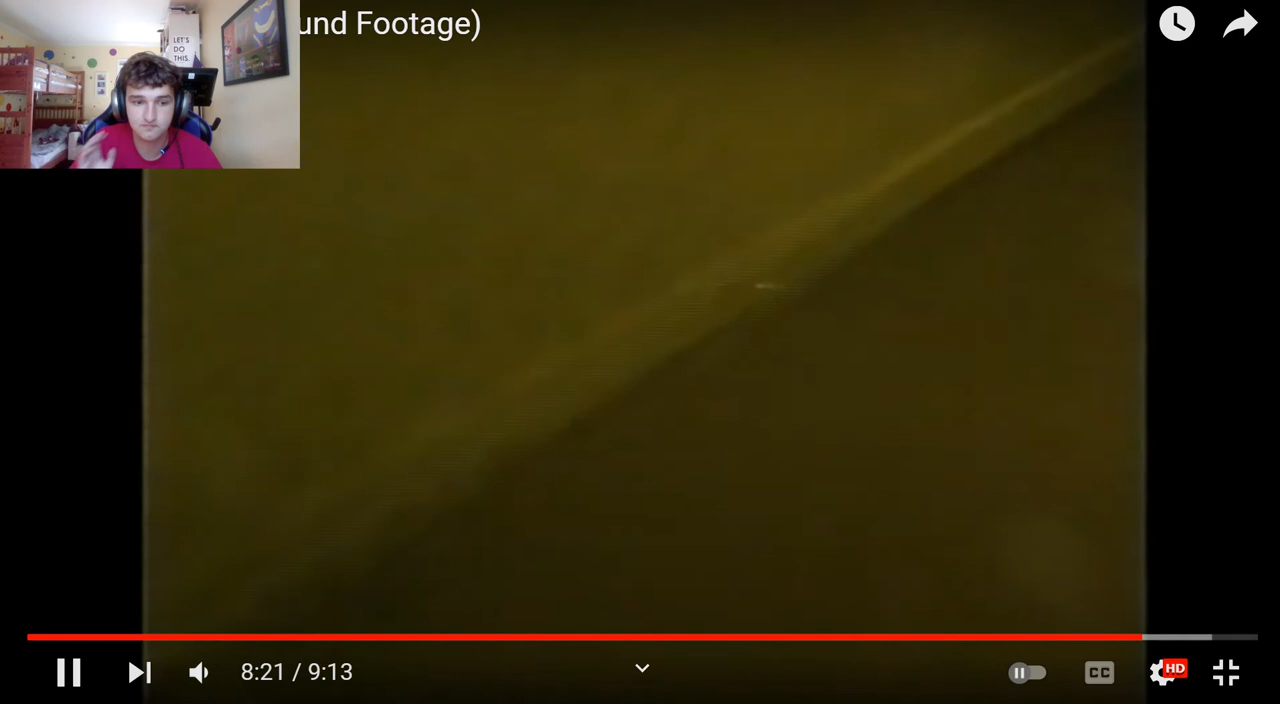 und Footage)
LET'S
DO
THIS.
8:21 / 9:13
CC
HD